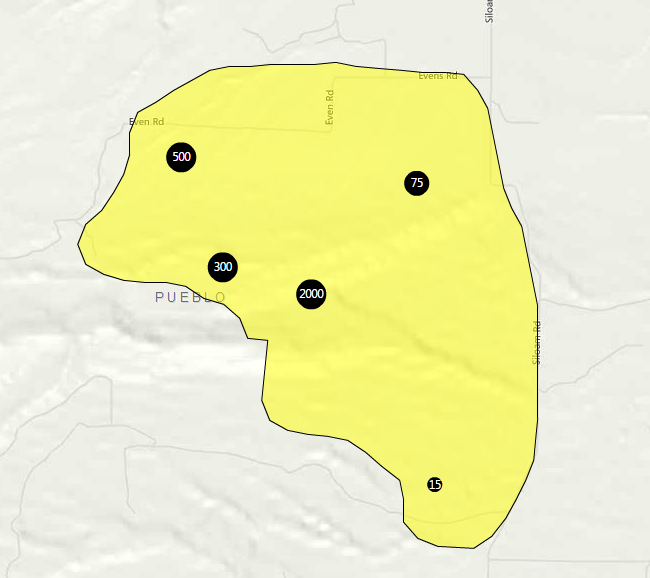 Siloam
Evens Rd
Even Rd
Even Rd
500
75
300
2000
PUEBLO
Siloam Rd
15